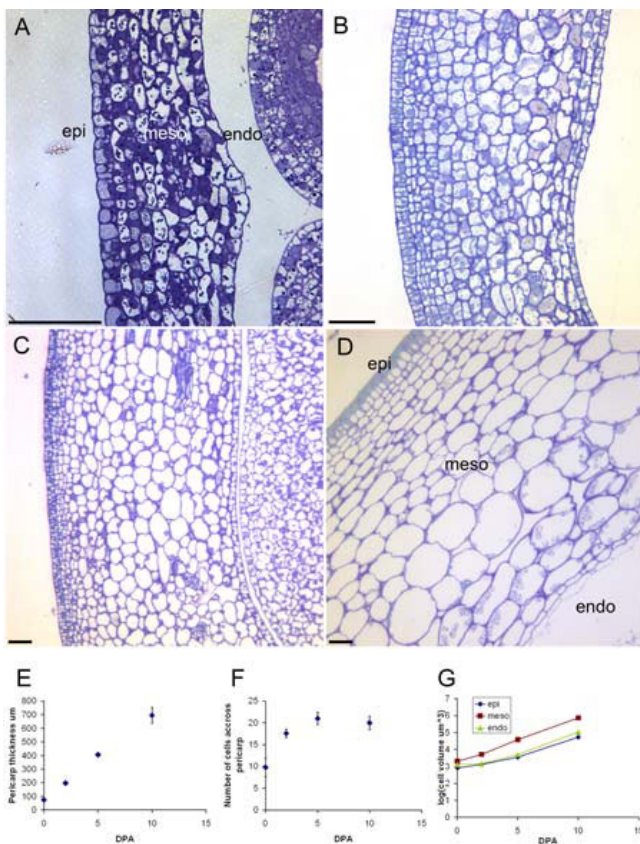 A
epi
meso
endo
B
C
D
epi
meso
endo
E
Pericarp thickness um
800
700
600
500
400
300
200
100
0
0 5 10 15
DPA
F
Number of cells accross
pericarp
25
20
15
10
5
0
0 5 10 15
DPA
G
epi
meso
endo
log(cell volume um^3)
7
6
5
4
3
2
1
0
0 5 10 15
DPA